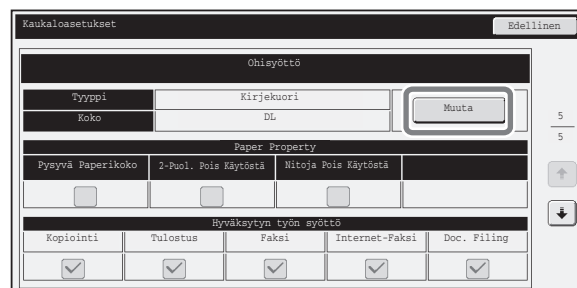 Kaukaloasetukset
Edellinen
Ohisyöttö
Tyyppi
Kirjekuori
Muuta
Koko
DL
5
5
Paper Property
Pysyvä Paperikoko
2-Puol. Pois Käytöstä
Nitoja Pois Käytöstä
Hyväksytyn työn syöttö
Kopiointi
Tulostus
Faksi
Internet-Faksi
Doc. Filing